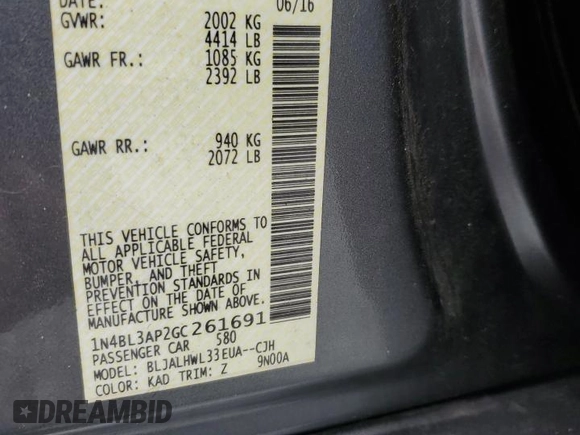 DATE: 06/16
GVWR: 2002 KG
4414 LB
GAWR FR.: 1085 KG
2392 LB
GAWR RR.: 940 KG
2072 LB
THIS VEHICLE CONFORMS TO
ALL APPLICABLE FEDERAL
MOTOR VEHICLE SAFETY,
BUMPER, AND THEFT
PREVENTION STANDARDS IN
EFFECT ON THE DATE OF
MANUFACTURE SHOWN ABOVE.
1N4BL3AP2GC261691
PASSENGER CAR 580
MODEL: BLJALHWL33EUA--CJH
COLOR: KAD TRIM: Z 9N00A
DREAMBID